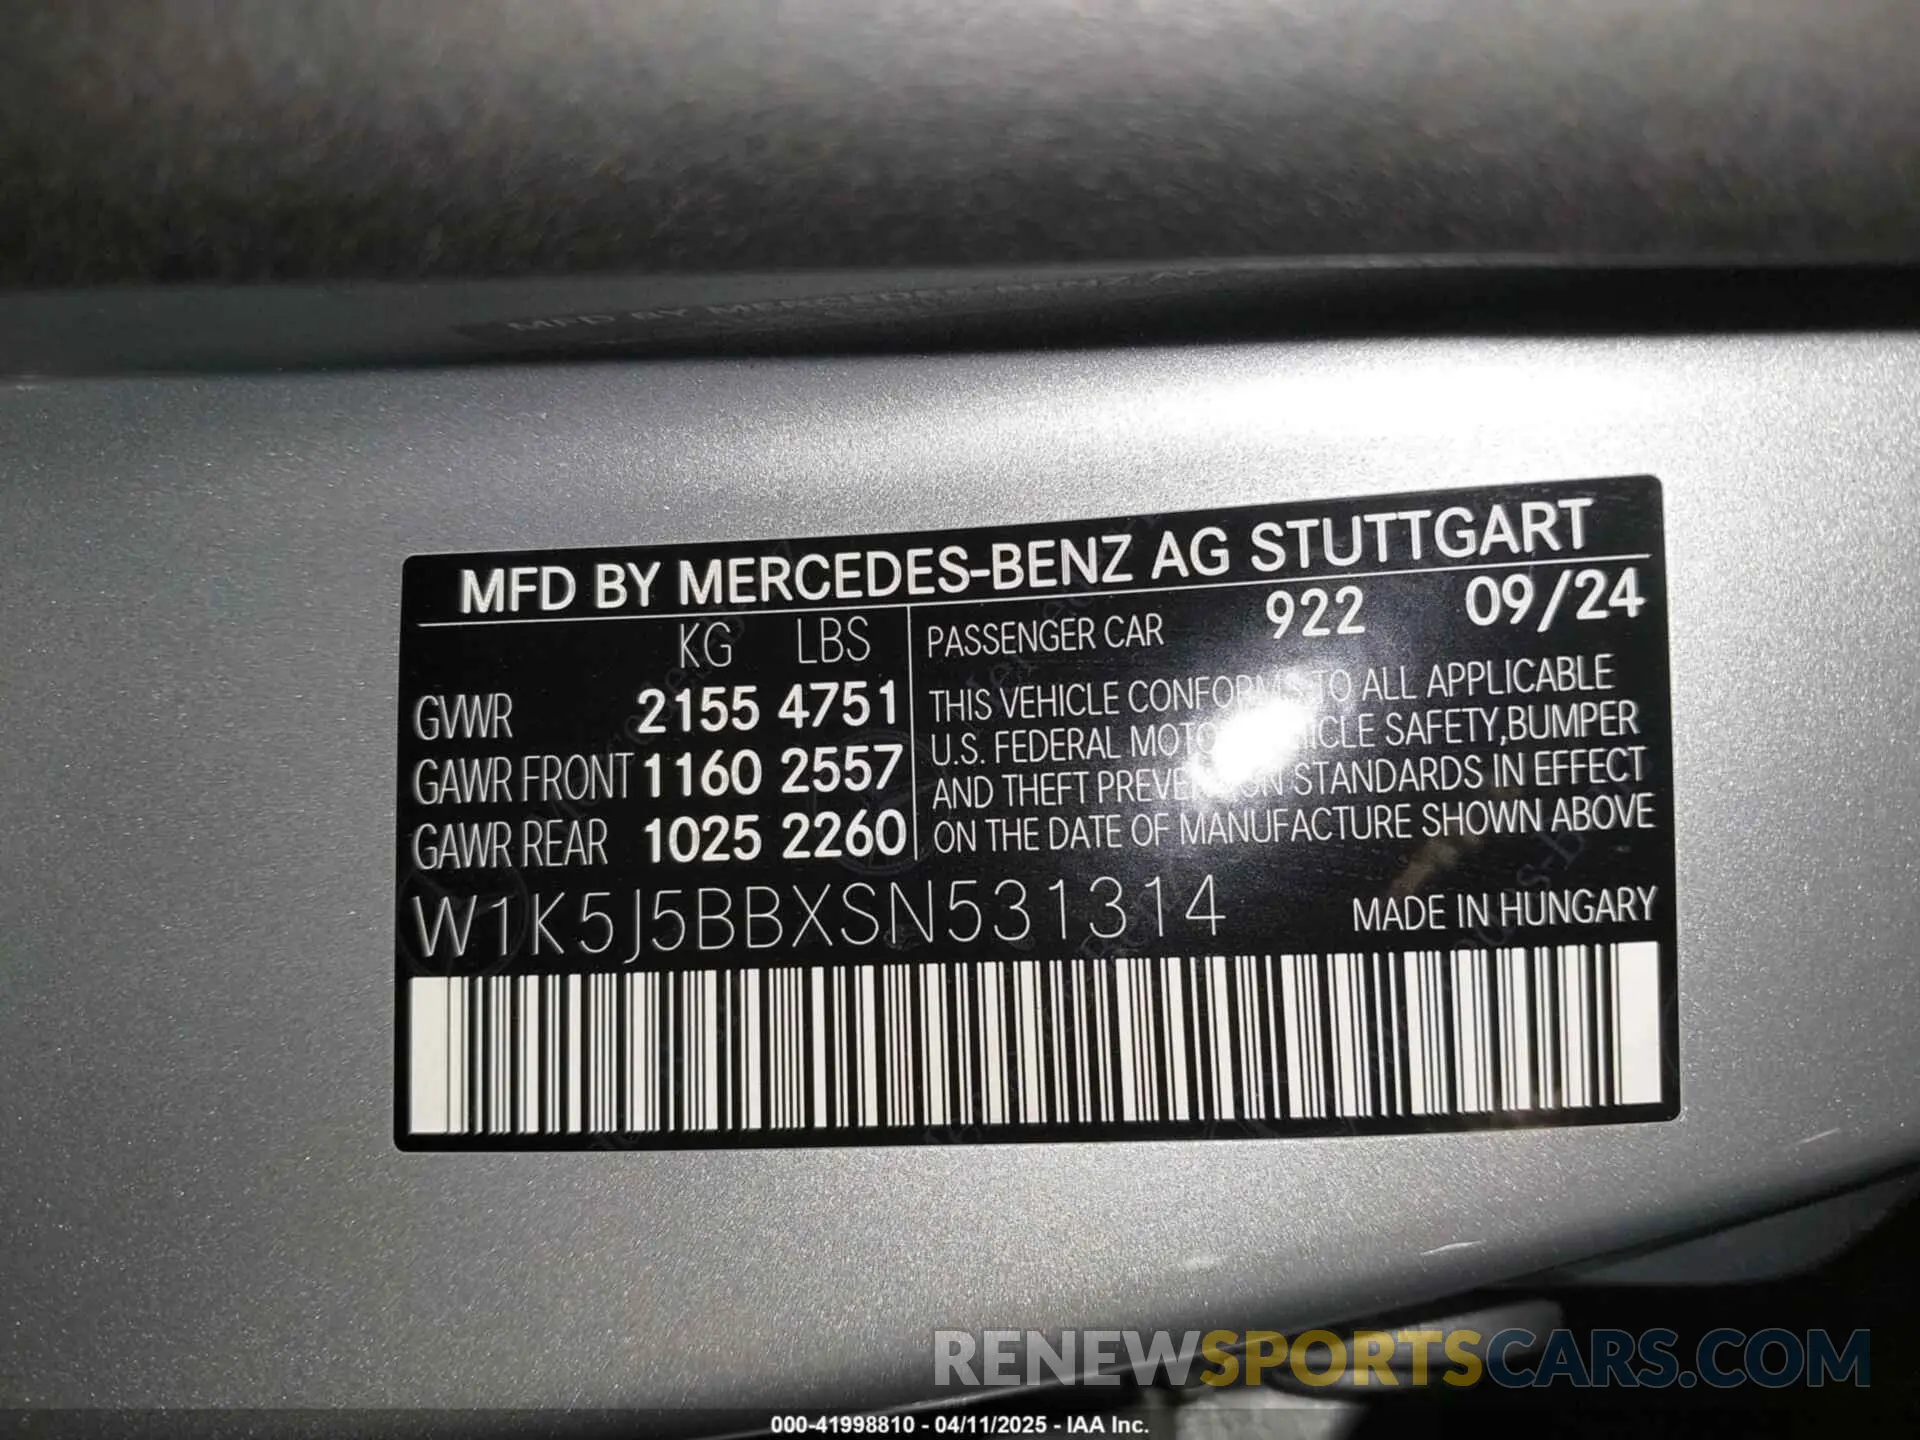 MFD BY MERCEDES-BENZ AG STUTTGART
KG LBS
GVWR 2155 4751
GAWR FRONT 1160 2557
GAWR REAR 1025 2260
PASSENGER CAR 922 09/24
THIS VEHICLE CONFORMS TO ALL APPLICABLE
U.S. FEDERAL MOTOR VEHICLE SAFETY,BUMPER
AND THEFT PREVENTION STANDARDS IN EFFECT
ON THE DATE OF MANUFACTURE SHOWN ABOVE
W1K5J5BBXSN531314 MADE IN HUNGARY
RENEWSPORTSCARS.COM
000-41998810 - 04/11/2025 - IAA Inc.